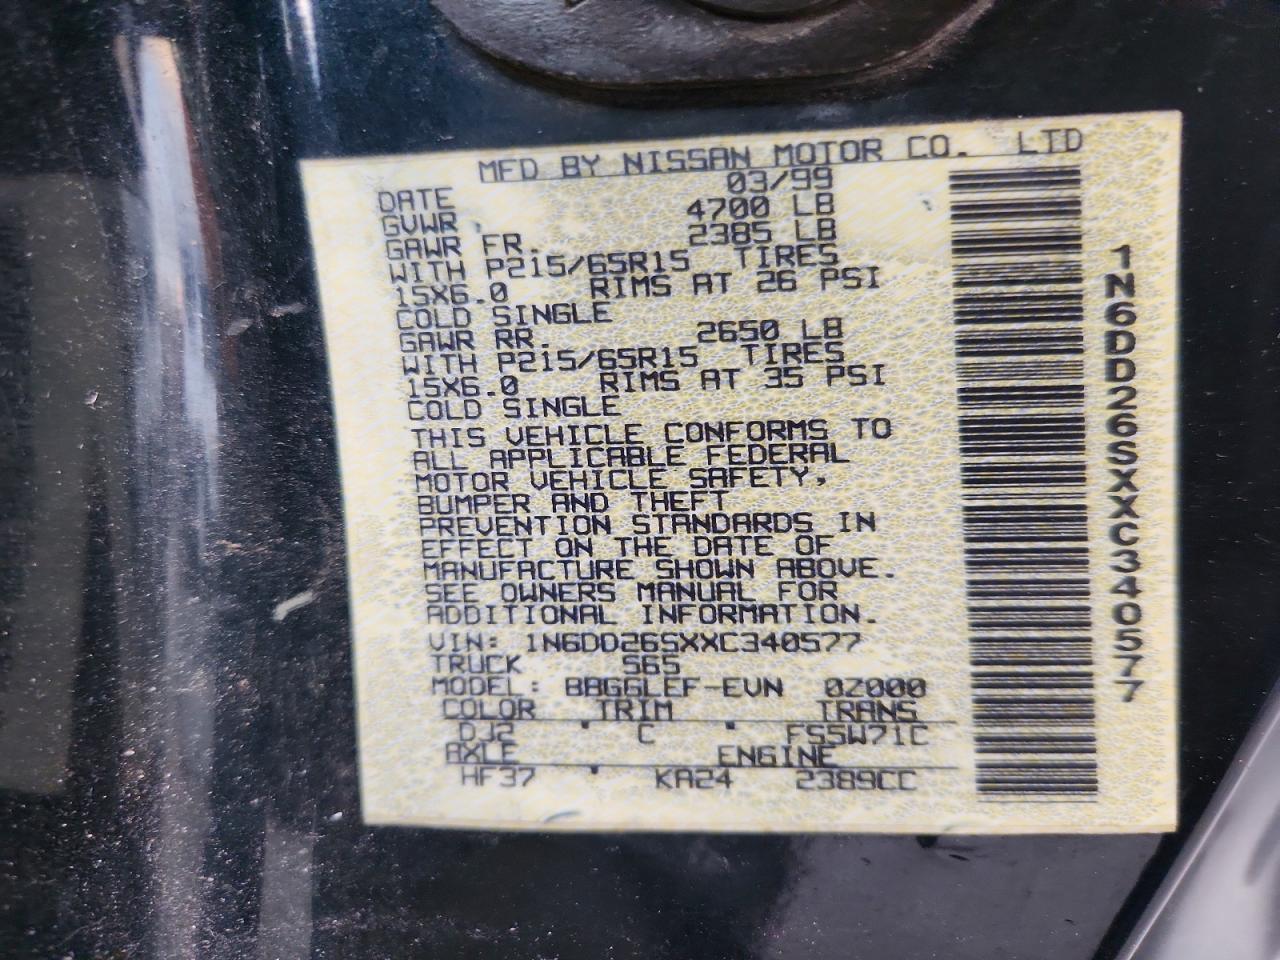 MFD BY NISSAN MOTOR CO. LTD
DATE 03/99
GVWR 4700 LB
GAWR FR. 2385 LB
WITH P215/65R15 TIRES
15X6.0 RIMS AT 26 PSI
COLD SINGLE
GAWR RR. 2650 LB
WITH P215/65R15 TIRES
15X6.0 RIMS AT 35 PSI
COLD SINGLE
THIS VEHICLE CONFORMS TO
ALL APPLICABLE FEDERAL
MOTOR VEHICLE SAFETY,
BUMPER AND THEFT
PREVENTION STANDARDS IN
EFFECT ON THE DATE OF
MANUFACTURE SHOWN ABOVE.
SEE OWNERS MANUAL FOR
ADDITIONAL INFORMATION.
VIN: 1N6DD26SXXC340577
TRUCK S65
MODEL: 0Z000
COLOR TRIM TRANS
DJ2 C FS5W71C
AXLE ENGINE
HF37 KA24 2389CC
1N6DD26SXXC340577